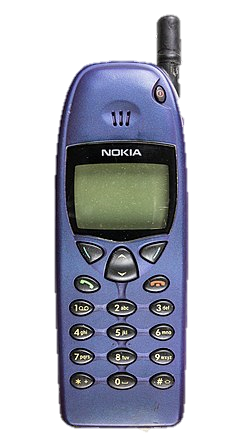 NOKIA
1 2 abc 3 def
4 ghi 5 jkl 6 mno
7 pqrs 8 tuv 9 wxyz
* + 0 #